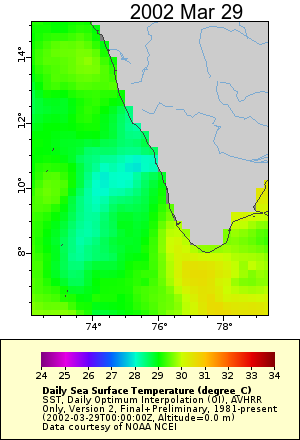 2002 Mar 29
14°
12°
10°
8°
74°
76°
78°
24 25 26 27 28 29 30 31 32 33 34
Daily Sea Surface Temperature (degree_C)
SST, Daily Optimum Interpolation (OI), AVHRR
Only, Version 2, Final+Preliminary, 1981-present
(2002-03-29T00:00:00Z, Altitude=0.0 m)
Data courtesy of NOAA NCEI